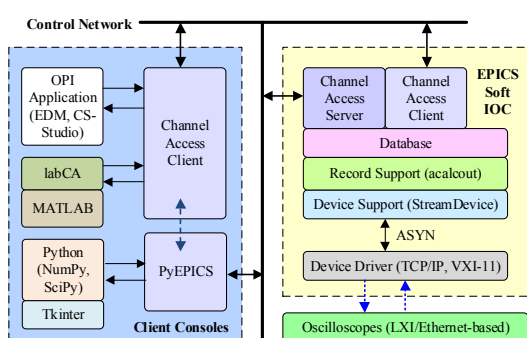 Control Network
OPI
Application
(EDM, CS-
Studio)
labCA
MATLAB
Python
(NumPy,
SciPy)
Tkinter
Channel
Access
Client
PyEPICS
Client Consoles
Channel
Access
Server
Channel
Access
Client
EPICS
Soft
IOC
Database
Record Support (acalcout)
Device Support (StreamDevice)
ASYN
Device Driver (TCP/IP, VXI-11)
Oscilloscopes (LXI/Ethernet-based)